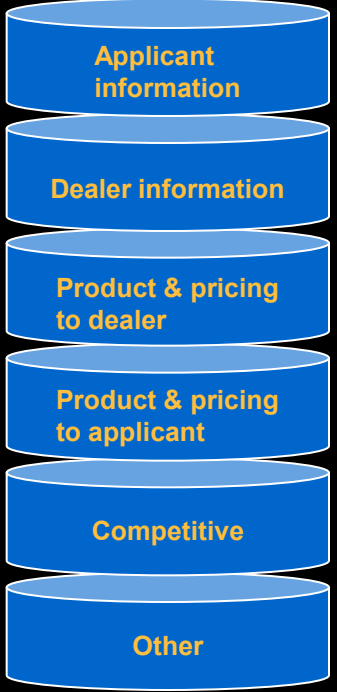 Applicant
information
Dealer information
Product & pricing
to dealer
Product & pricing
to applicant
Competitive
Other